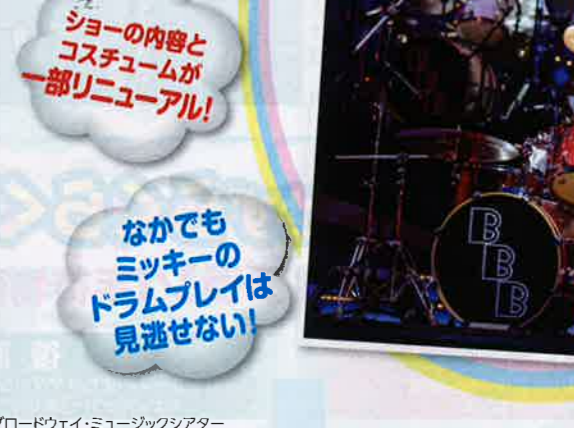 ショーの内容と
コスチュームが
一部リニューアル!
なかでも
ミッキーの
ドラムプレイは
見逃せない!
B
B
B
ブロードウェイ・ミュージックシアター